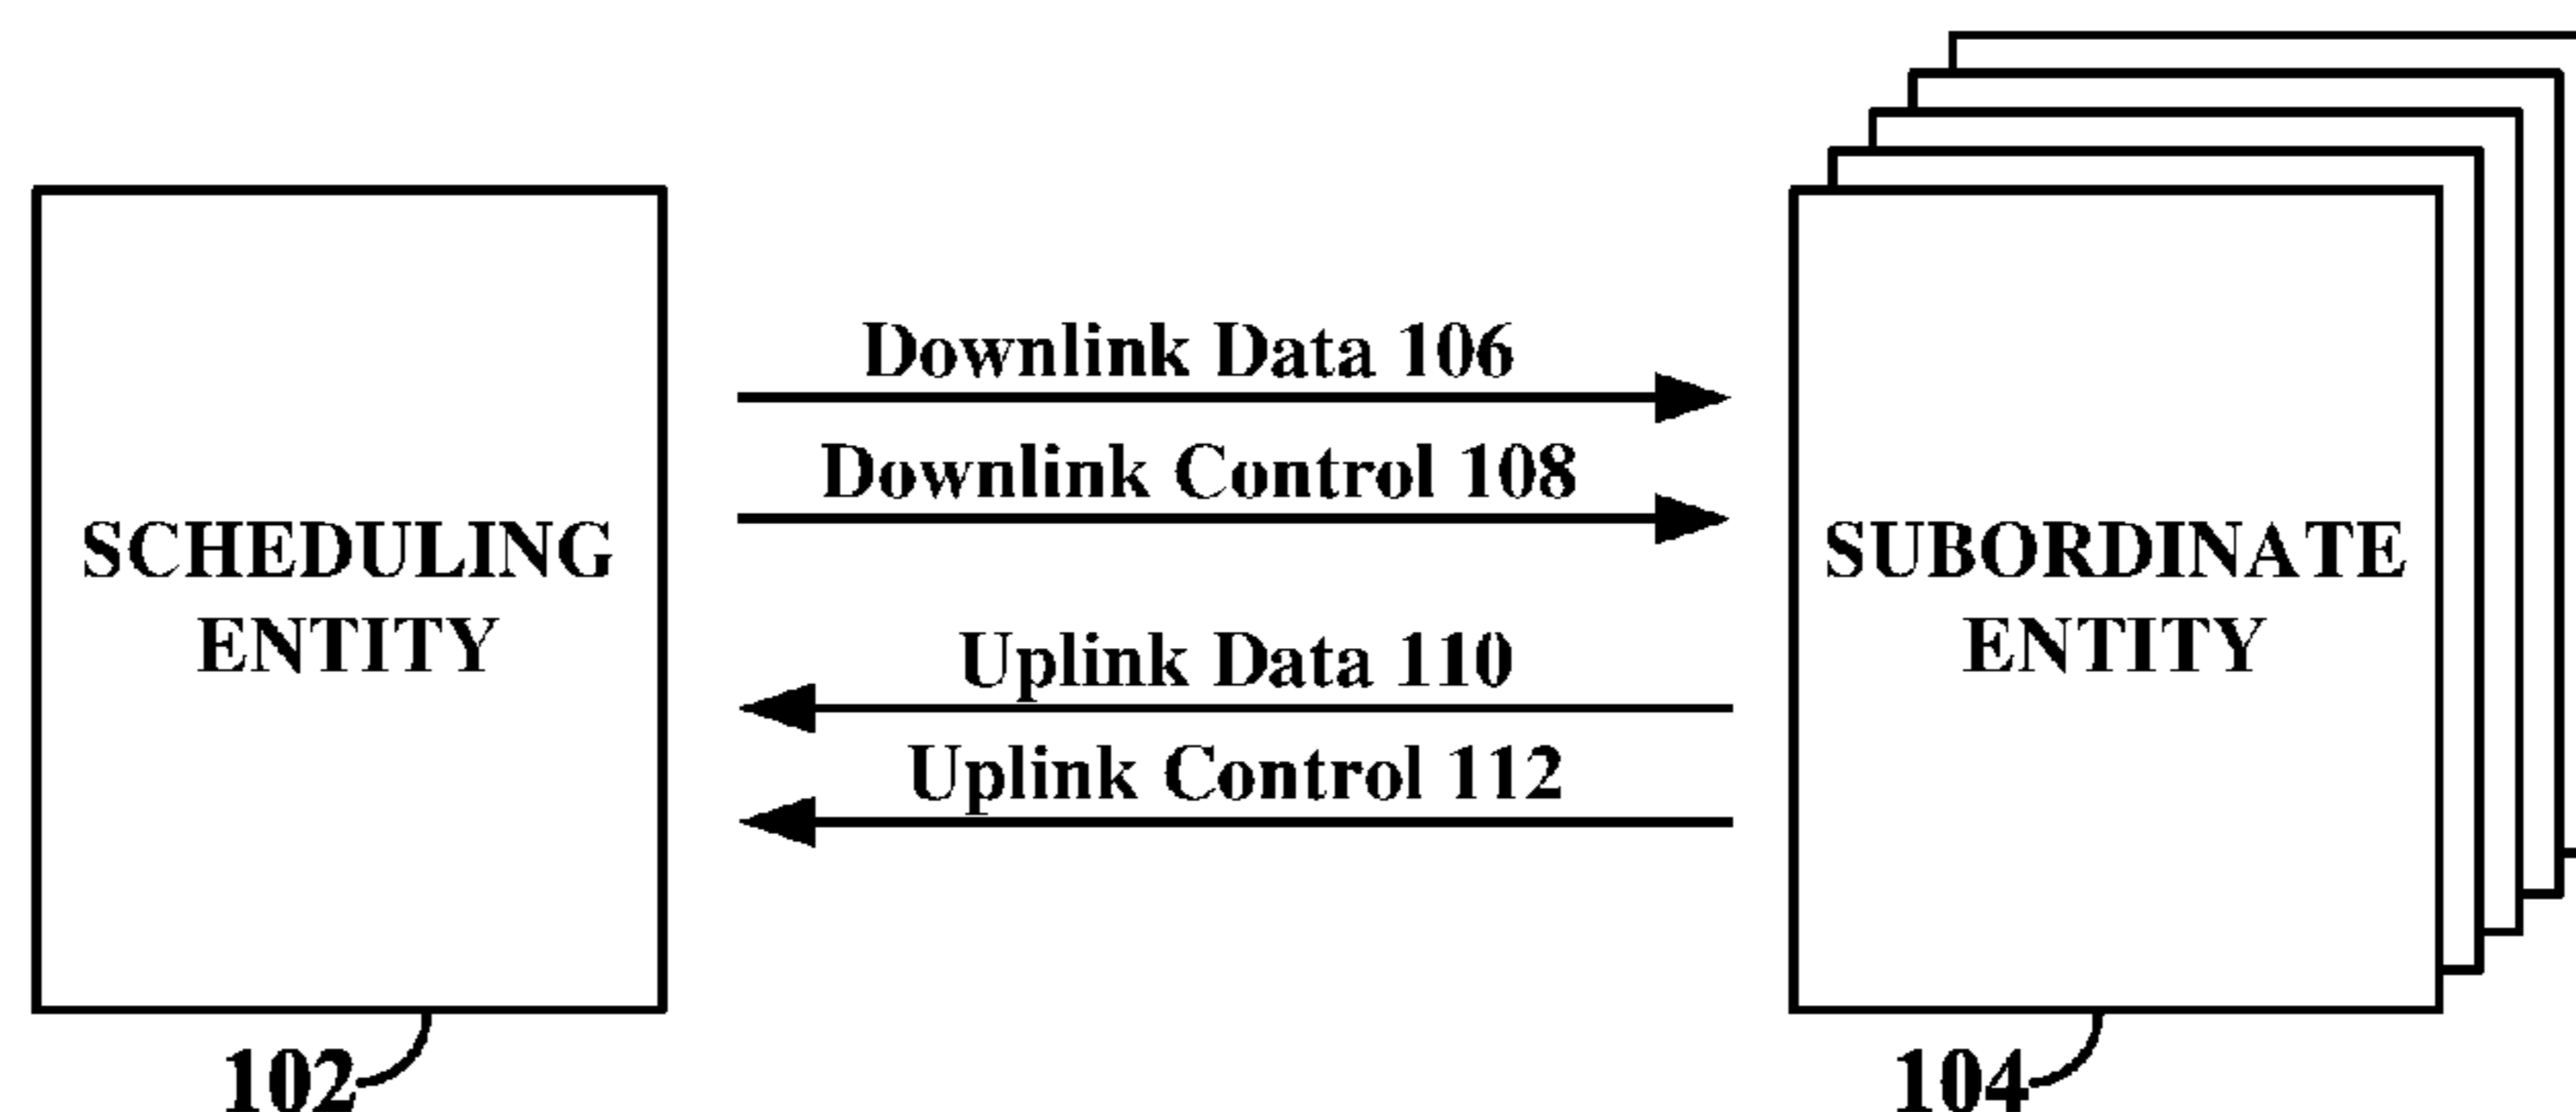 Downlink Data 106
Downlink Control 108
SCHEDULING
ENTITY
SUBORDINATE
ENTITY
Uplink Data 110
Uplink Control 112
102
104